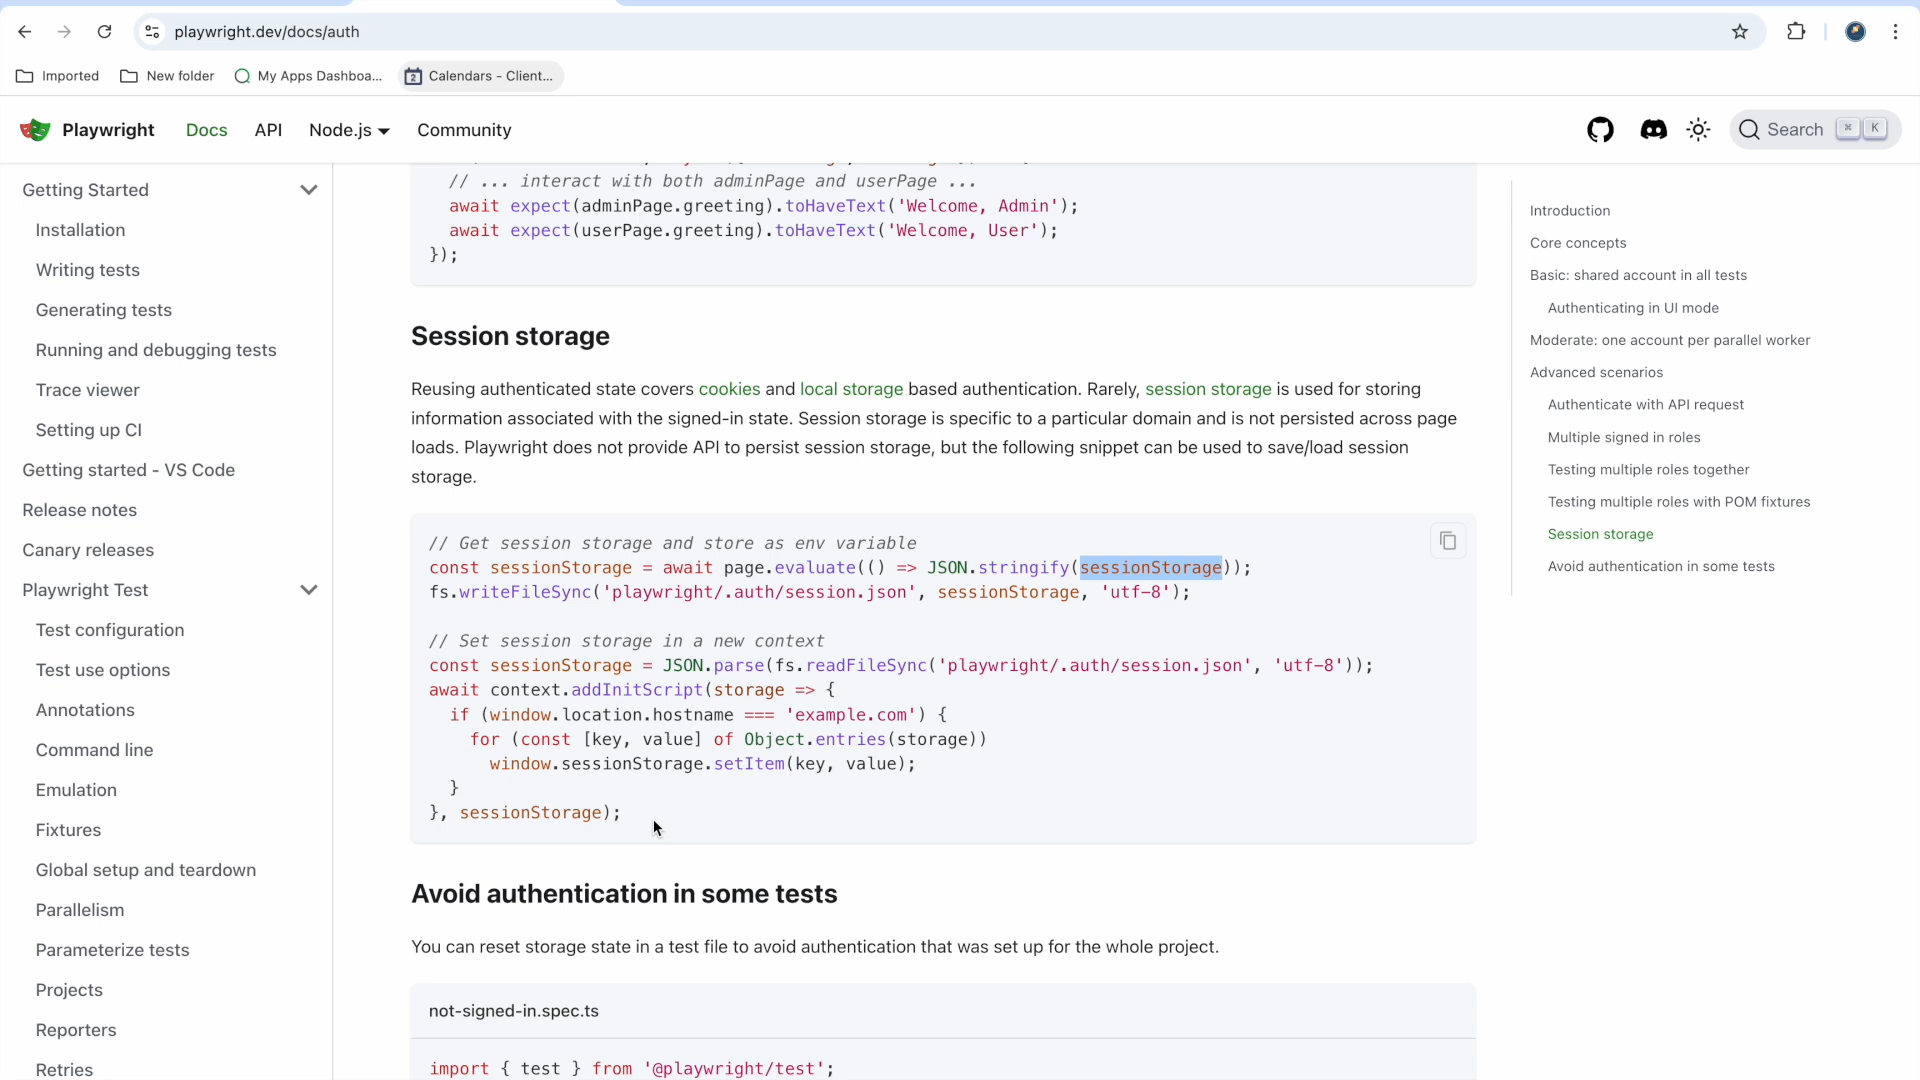 playwright.dev/docs/auth
Imported
New folder
My Apps Dashboa...
Calendars - Client...
Playwright
Docs
API
Node.js
Community
Search
⌘ K
Getting Started
Installation
Writing tests
Generating tests
Running and debugging tests
Trace viewer
Setting up CI
Getting started - VS Code
Release notes
Canary releases
Playwright Test
Test configuration
Test use options
Annotations
Command line
Emulation
Fixtures
Global setup and teardown
Parallelism
Parameterize tests
Projects
Reporters
Retries
// ... interact with both adminPage and userPage ...
await expect(adminPage.greeting).toHaveText('Welcome, Admin');
await expect(userPage.greeting).toHaveText('Welcome, User');
});
Session storage
Reusing authenticated state covers cookies and local storage based authentication. Rarely, session storage is used for storing
information associated with the signed-in state. Session storage is specific to a particular domain and is not persisted across page
loads. Playwright does not provide API to persist session storage, but the following snippet can be used to save/load session
storage.
// Get session storage and store as env variable
const sessionStorage = await page.evaluate(() => JSON.stringify(sessionStorage));
fs.writeFileSync('playwright/.auth/session.json', sessionStorage, 'utf-8');
// Set session storage in a new context
const sessionStorage = JSON.parse(fs.readFileSync('playwright/.auth/session.json', 'utf-8'));
await context.addInitScript(storage => {
if (window.location.hostname === 'example.com') {
for (const [key, value] of Object.entries(storage))
window.sessionStorage.setItem(key, value);
}
}, sessionStorage);
Avoid authentication in some tests
You can reset storage state in a test file to avoid authentication that was set up for the whole project.
not-signed-in.spec.ts
import { test } from '@playwright/test';
Introduction
Core concepts
Basic: shared account in all tests
Authenticating in UI mode
Moderate: one account per parallel worker
Advanced scenarios
Authenticate with API request
Multiple signed in roles
Testing multiple roles together
Testing multiple roles with POM fixtures
Session storage
Avoid authentication in some tests